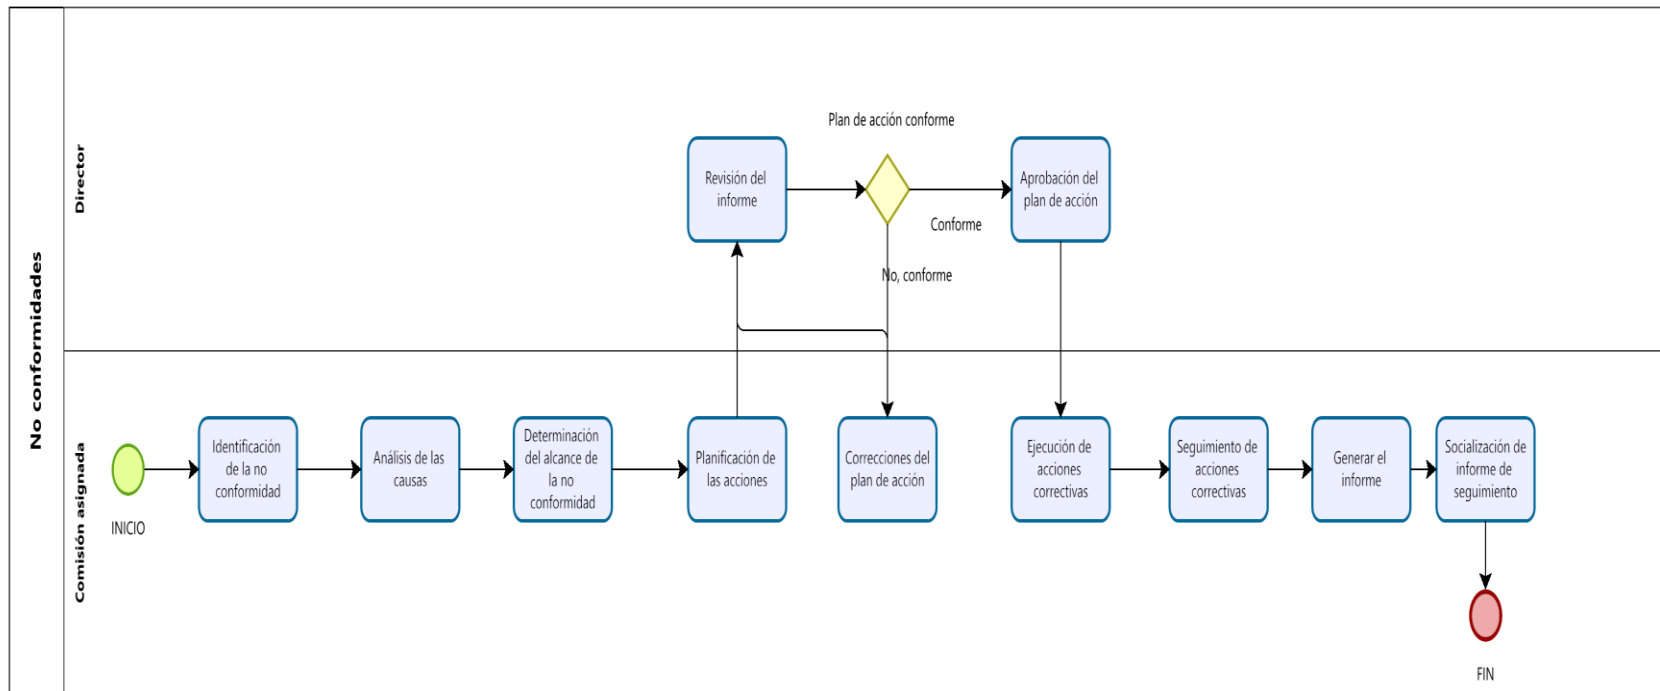 No conformidades
Director
Plan de acción conforme
Revisión del
informe
Aprobación del
plan de acción
Conforme
No, conforme
Comisión asignada
INICIO
Identificación
de la no
conformidad
Análisis de las
causas
Determinación
del alcance de
la no
conformidad
Planificación de
las acciones
Correcciones del
plan de acción
Ejecución de
acciones
correctivas
Seguimiento de
acciones
correctivas
Generar el
informe
Socialización de
informe de
seguimiento
FIN